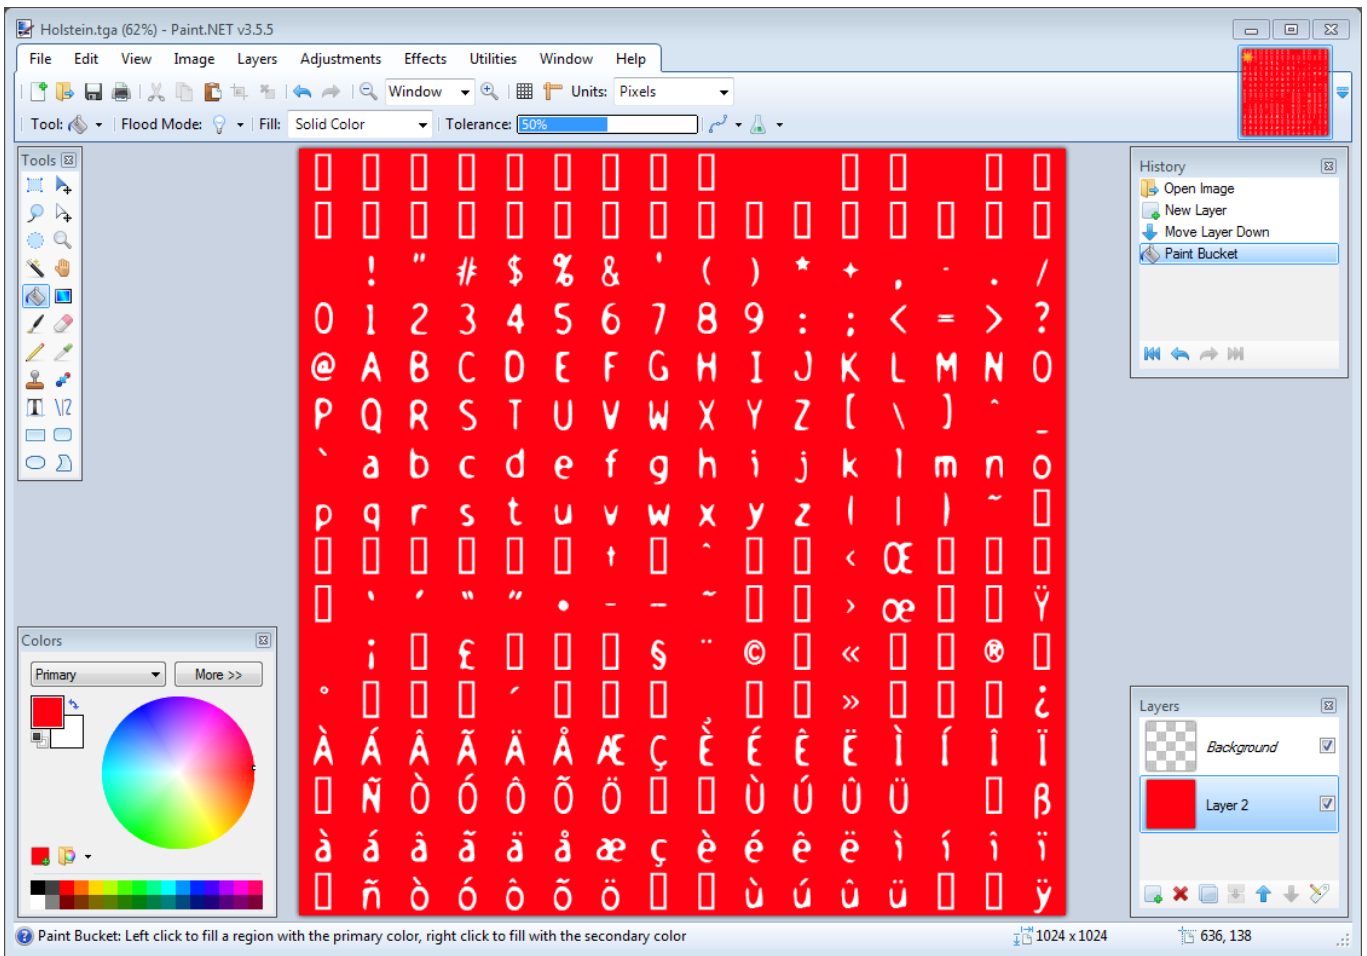 Holstein.tga (62%) - Paint.NET v3.5.5
File Edit View Image Layers Adjustments Effects Utilities Window Help
Window Units: Pixels
Tool: Flood Mode: Fill: Solid Color Tolerance: 50%
Tools
History
Open Image
New Layer
Move Layer Down
Paint Bucket
! " # $ % & ' ( ) * + , - . /
0 1 2 3 4 5 6 7 8 9 : ; < = > ?
@ A B C D E F G H I J K L M N O
P Q R S T U V W X Y Z [ \ ] ^ _
` a b c d e f g h i j k l m n o
p q r s t u v w x y z { | } ~
† ˆ ‹ Œ
‘ ’ “ ” • – — ˜ › œ Ÿ
¡ £ § ¨ © « ®
° ´ ¸ » ¿
À Á Â Ã Ä Å Æ Ç È É Ê Ë Ì Í Î Ï
Ñ Ò Ó Ô Õ Ö Ù Ú Û Ü ß
à á â ã ä å æ ç è é ê ë ì í î ï
ñ ò ó ô õ ö ù ú û ü ÿ
Colors
Primary More >>
Layers
Background
Layer 2
Paint Bucket: Left click to fill a region with the primary color, right click to fill with the secondary color 1024 x 1024 636, 138